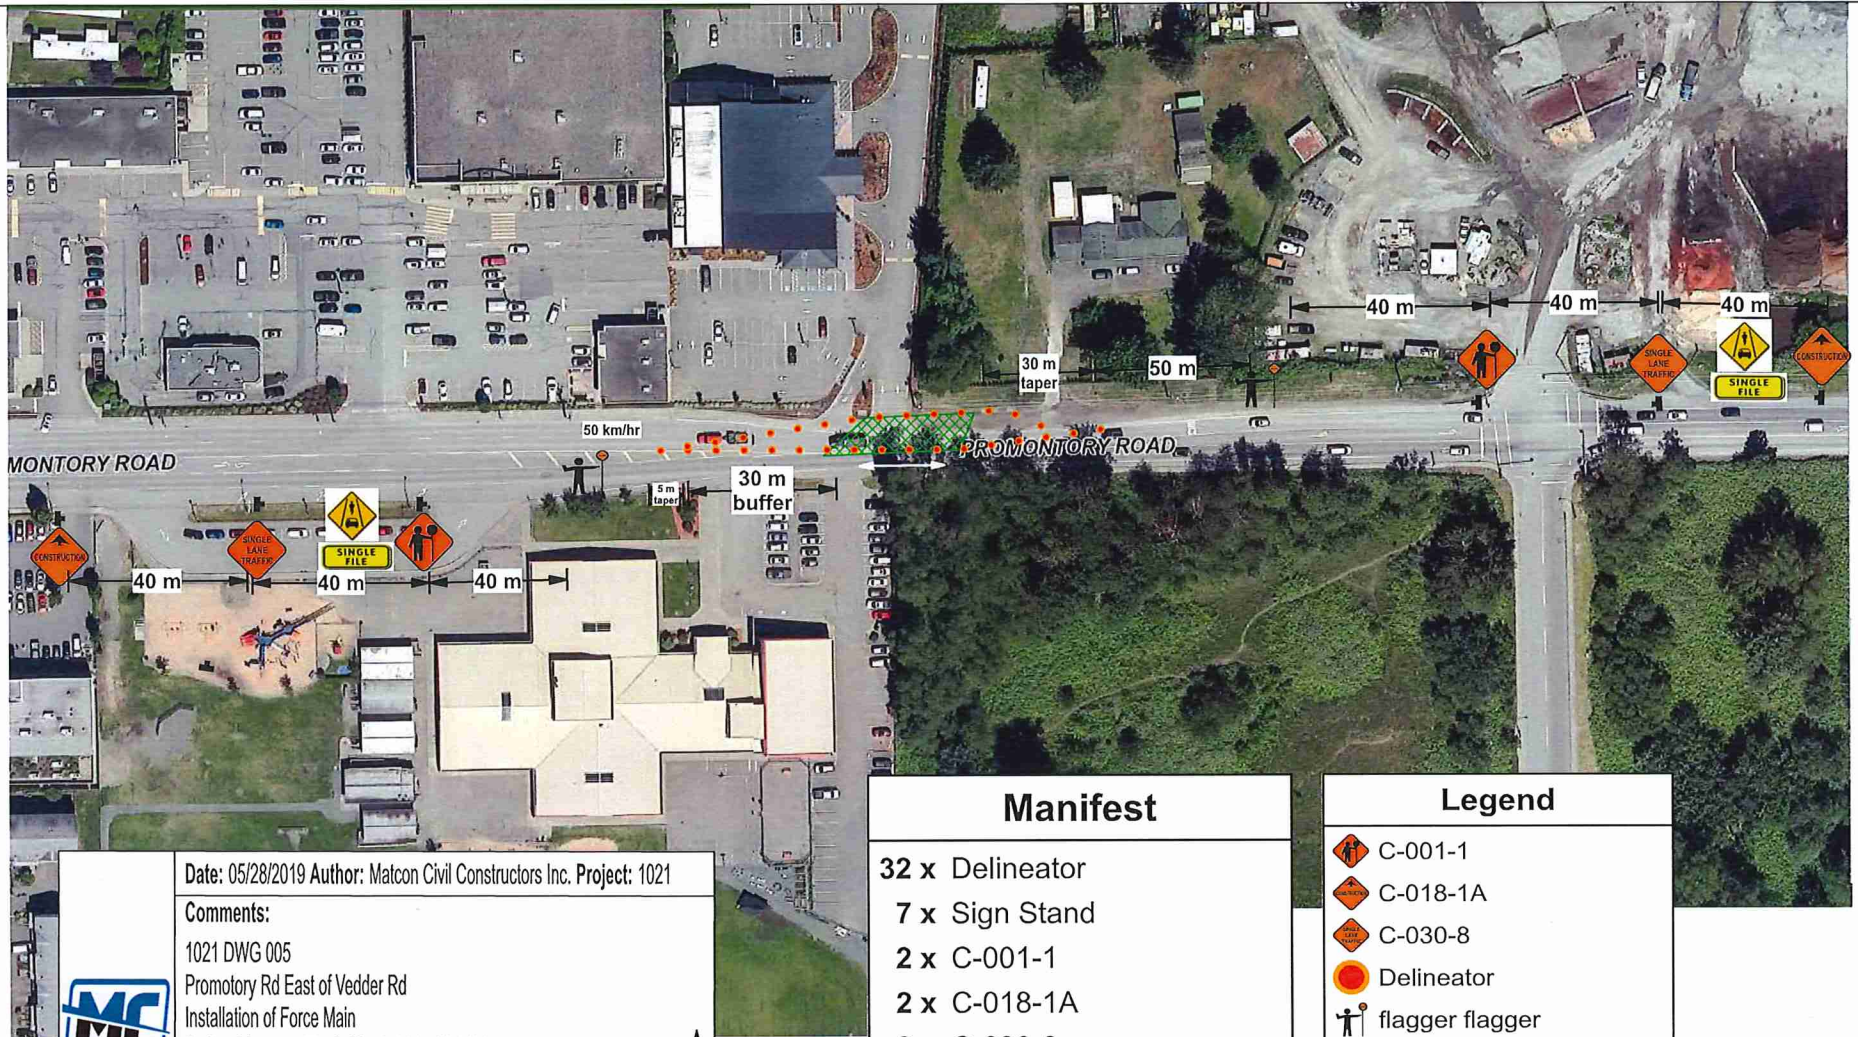 40 m
40 m
40 m
SINGLE
LANE
TRAFFIC
SINGLE
FILE
CONSTRUCTION
30 m
taper
50 m
50 km/hr
PROMONTORY ROAD
MONTORY ROAD
5 m
taper
30 m
buffer
CONSTRUCTION
SINGLE
LANE
TRAFFIC
SINGLE
FILE
40 m
40 m
40 m
Date: 05/28/2019 Author: Matcon Civil Constructors Inc. Project: 1021
Comments:
1021 DWG 005
Promotory Rd East of Vedder Rd
Installation of Force Main
Manifest
32 x Delineator
7 x Sign Stand
2 x C-001-1
2 x C-018-1A
Legend
C-001-1
C-018-1A
C-030-8
Delineator
flagger flagger